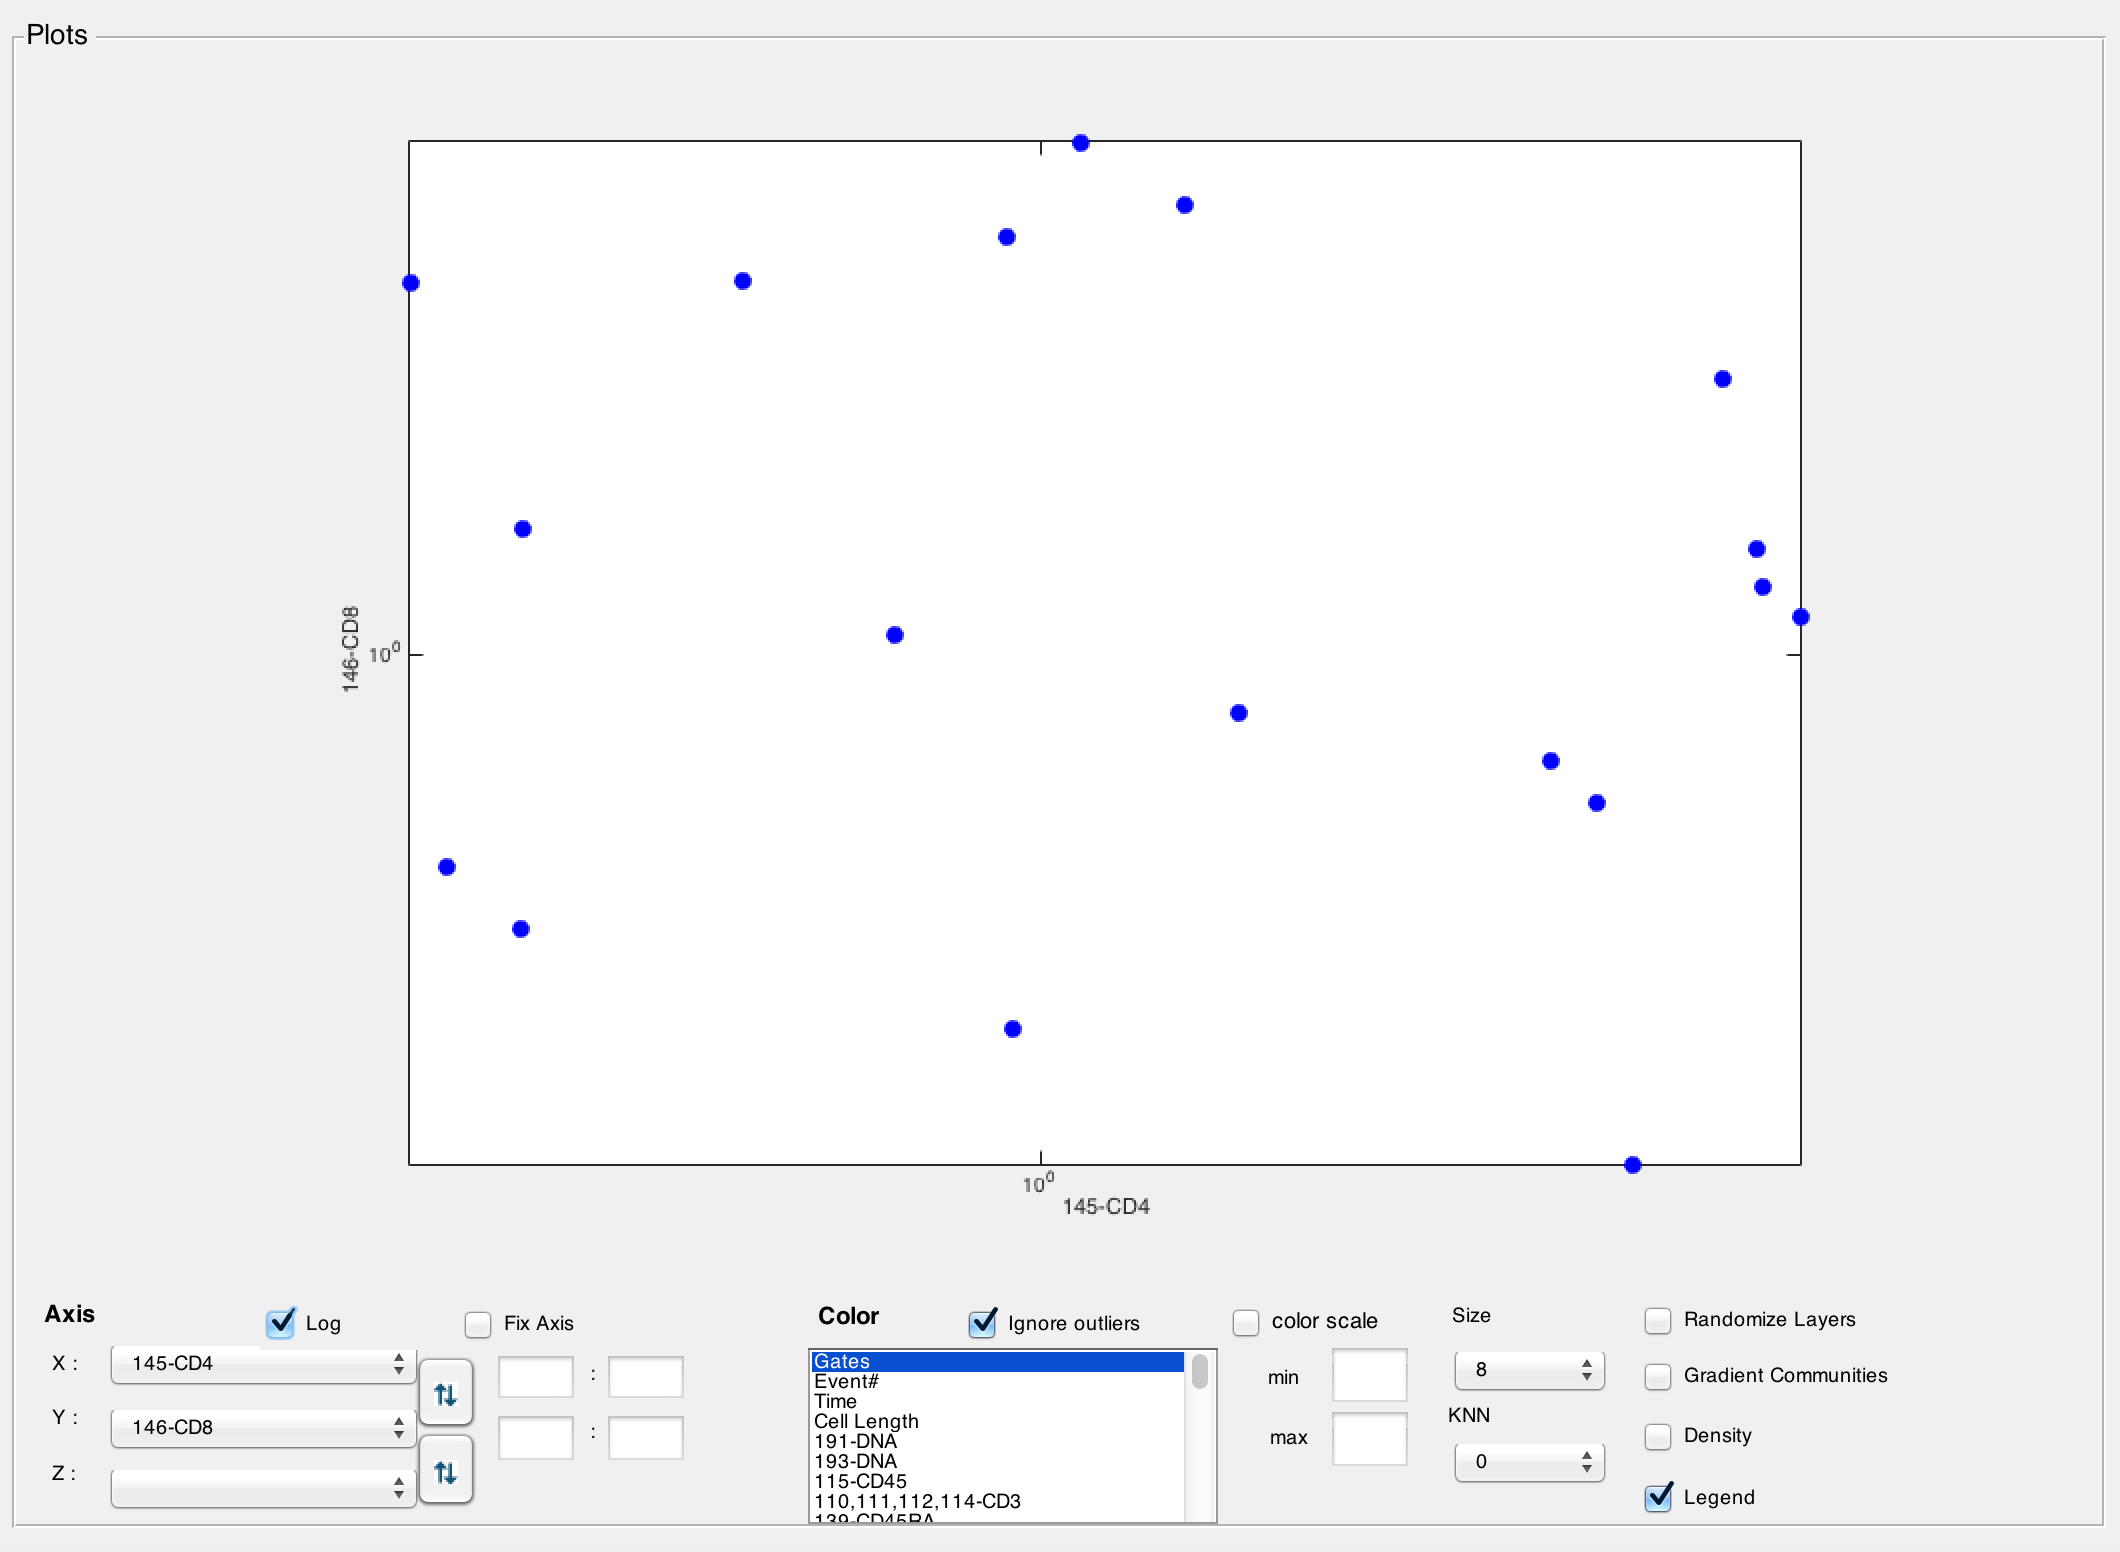 Plots
146-CD8
10^0
10^0
145-CD4
Axis
Log
Fix Axis
X :
145-CD4
:
Y :
146-CD8
:
Z :
Color
Ignore outliers
color scale
Gates
Event#
Time
Cell Length
191-DNA
193-DNA
115-CD45
110,111,112,114-CD3
139-CD45RA
min
max
Size
8
KNN
0
Randomize Layers
Gradient Communities
Density
Legend